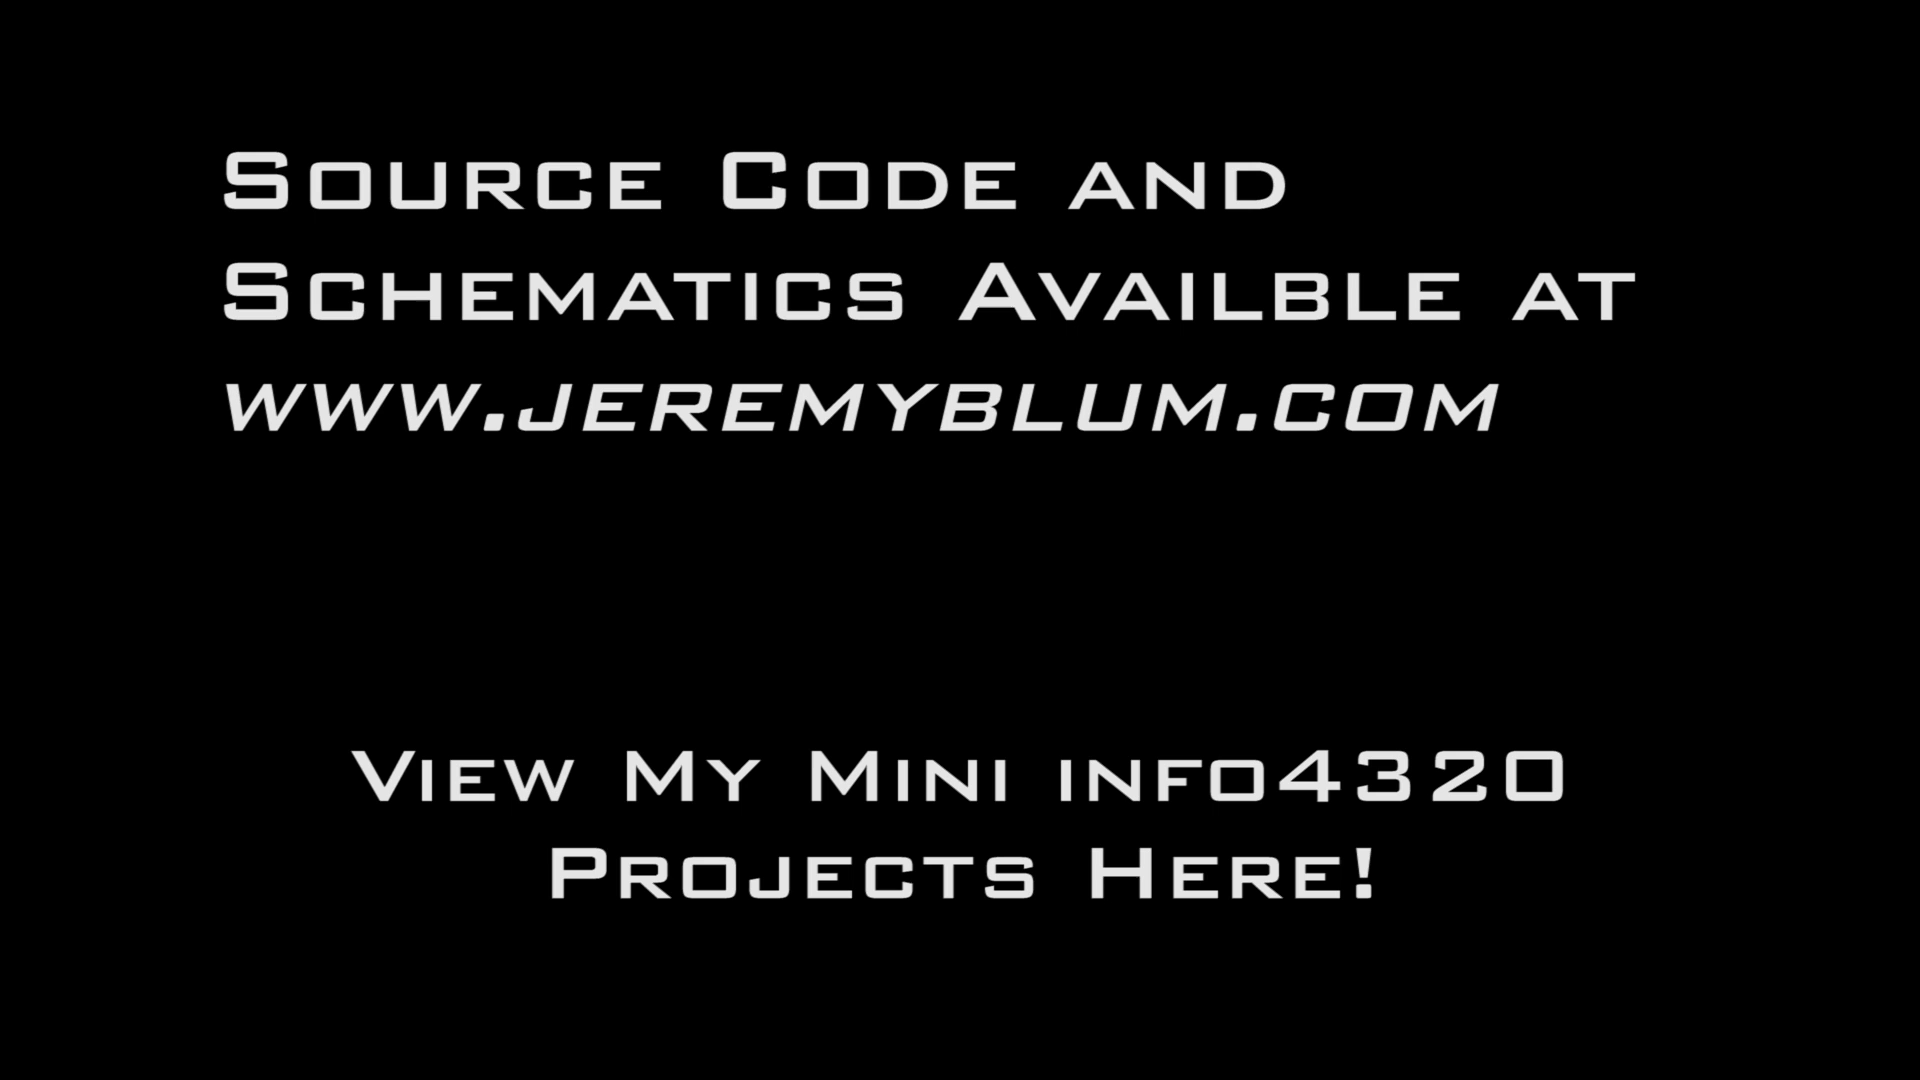 Source Code and
Schematics Availble at
www.jeremyblum.com
View My Mini info4320
Projects Here!